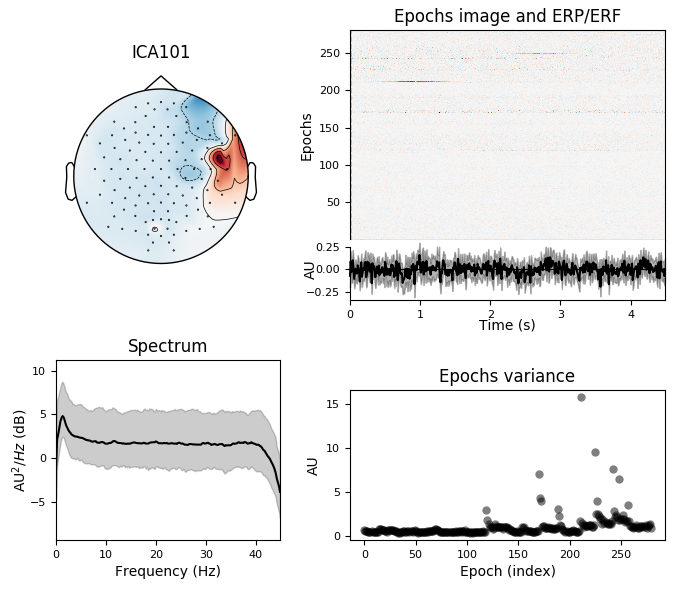 ICA101
Epochs image and ERP/ERF
Epochs
250
200
150
100
50
AU
0.25
0.00
−0.25
0 1 2 3 4
Time (s)
Spectrum
AU²/Hz (dB)
10
5
0
−5
0 10 20 30 40
Frequency (Hz)
Epochs variance
AU
15
10
5
0
0 50 100 150 200 250
Epoch (index)